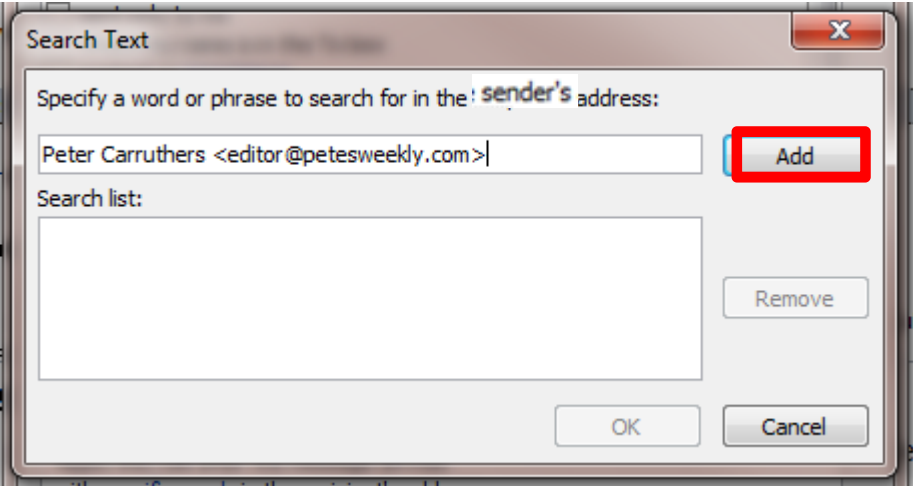 Search Text
Specify a word or phrase to search for in the sender's address:
Peter Carruthers <editor@petesweekly.com>
Add
Search list:
Remove
OK
Cancel